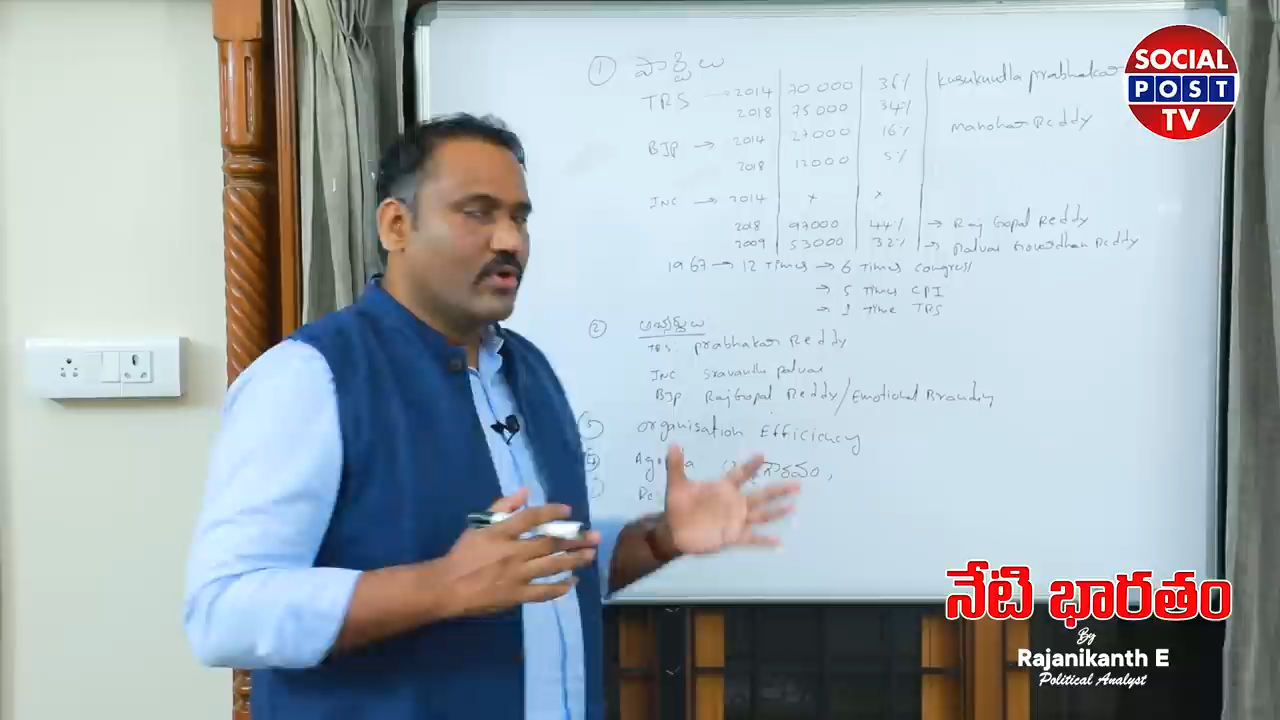 ① పార్టీలు
TRS → 2014 70 000 36% Kusukuntla prabhakar
2018 75000 34%
BJP → 2014 27000 16% Manohar Reddy
2018 12000 5%
INC → 2014 x x
2018 97000 44% → Raj Gopal Reddy
2009 53000 32% → Palvai Govardhan Reddy
1967 → 12 Times → 6 Times Congress
→ 5 Times CPI
→ 1 Time TRS
② అభ్యర్థులు
TRS prabhakar Reddy
INC Sravanthi palvai
BJP RajGopal Reddy/Emotional
Organisation Efficiency
SOCIAL
POST
TV
నేటి భారతం
By
Rajanikanth E
Political Analyst